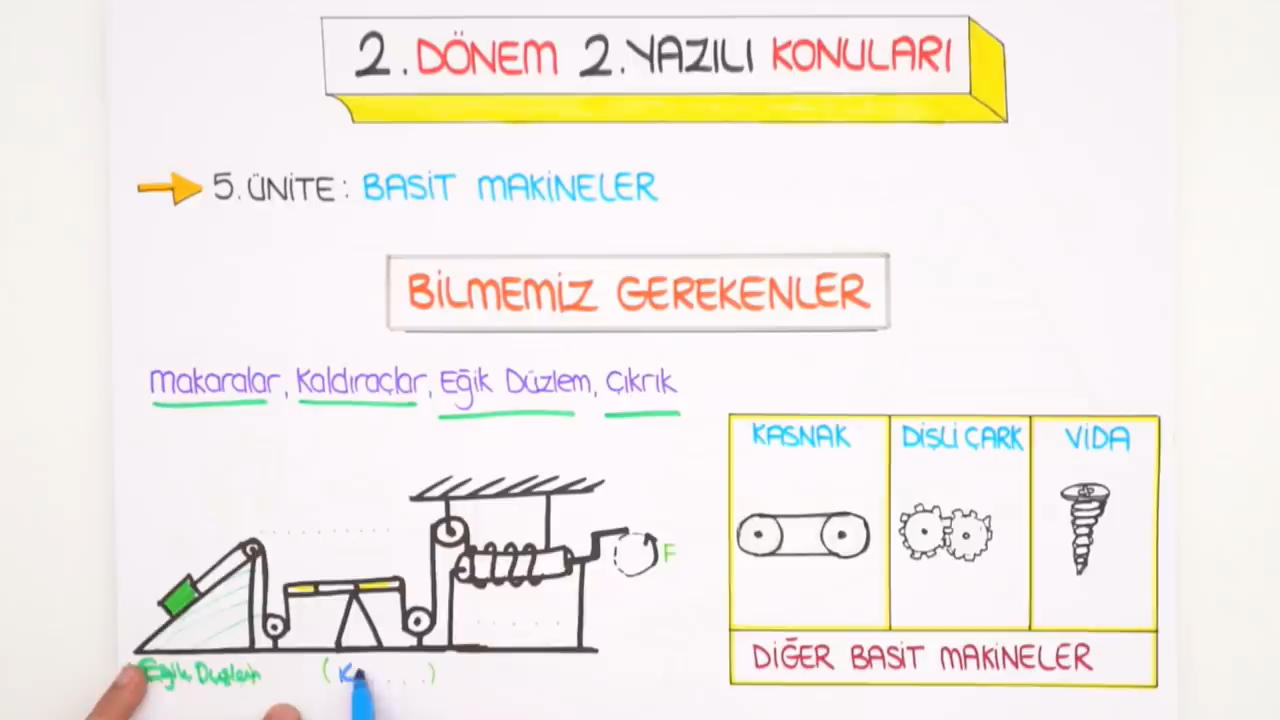 2. DÖNEM 2. YAZILI KONULARI
5. ÜNİTE: BASİT MAKİNELER
BİLMEMİZ GEREKENLER
Makaralar, Kaldıraçlar, Eğik Düzlem, Çıkrık
KASNAK DİŞLİ ÇARK VİDA
F
DİĞER BASİT MAKİNELER
Eğik Düzlem (K.....)